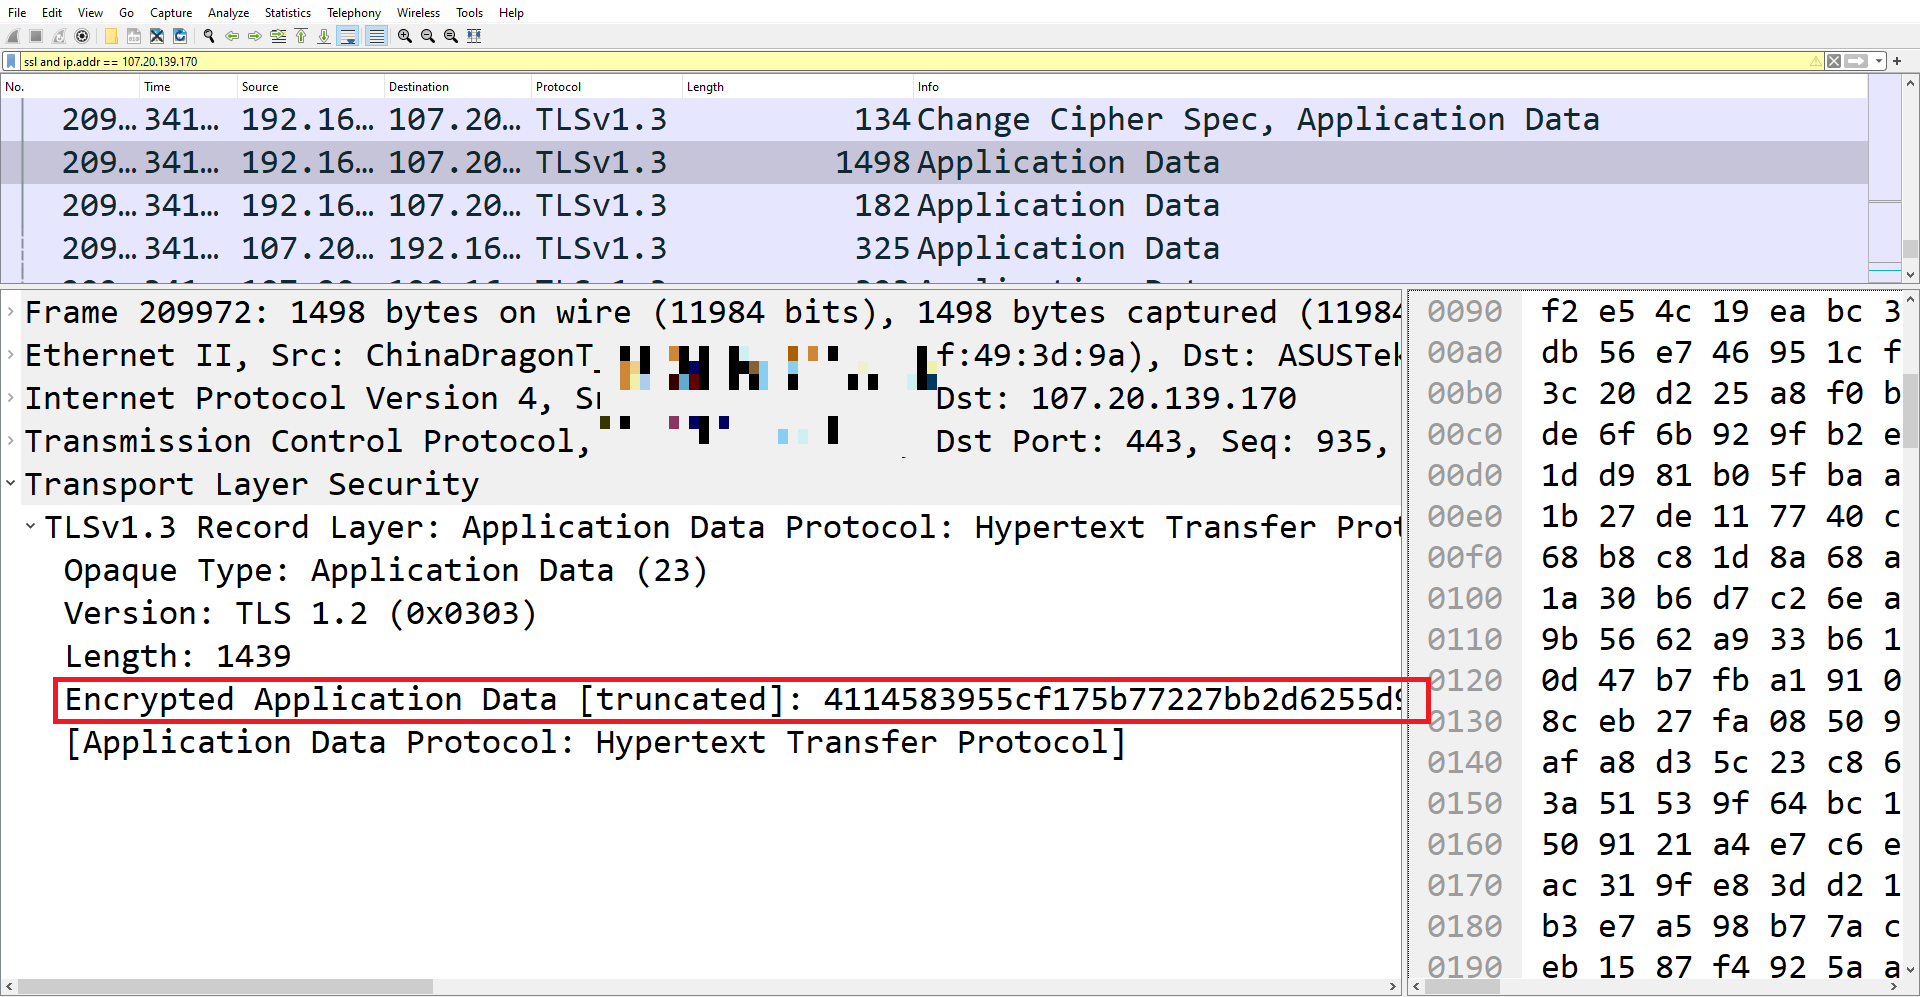 File Edit View Go Capture Analyze Statistics Telephony Wireless Tools Help
ssl and ip.addr == 107.20.139.170
No. Time Source Destination Protocol Length Info
209... 341... 192.16... 107.20... TLSv1.3 134 Change Cipher Spec, Application Data
209... 341... 192.16... 107.20... TLSv1.3 1498 Application Data
209... 341... 192.16... 107.20... TLSv1.3 182 Application Data
209... 341... 107.20... 192.16... TLSv1.3 325 Application Data
Frame 209972: 1498 bytes on wire (11984 bits), 1498 bytes captured (11984
Ethernet II, Src: ChinaDragonT_ f:49:3d:9a), Dst: ASUSTek
Internet Protocol Version 4, Sr Dst: 107.20.139.170
Transmission Control Protocol, Dst Port: 443, Seq: 935,
Transport Layer Security
TLSv1.3 Record Layer: Application Data Protocol: Hypertext Transfer Prot
Opaque Type: Application Data (23)
Version: TLS 1.2 (0x0303)
Length: 1439
Encrypted Application Data [truncated]: 4114583955cf175b77227bb2d6255d9
[Application Data Protocol: Hypertext Transfer Protocol]
0090 f2 e5 4c 19 ea bc 3
00a0 db 56 e7 46 95 1c f
00b0 3c 20 d2 25 a8 f0 b
00c0 de 6f 6b 92 9f b2 e
00d0 1d d9 81 b0 5f ba a
00e0 1b 27 de 11 77 40 c
00f0 68 b8 c8 1d 8a 68 a
0100 1a 30 b6 d7 c2 6e a
0110 9b 56 62 a9 33 b6 1
0120 0d 47 b7 fb a1 91 0
0130 8c eb 27 fa 08 50 9
0140 af a8 d3 5c 23 c8 6
0150 3a 51 53 9f 64 bc 1
0160 50 91 21 a4 e7 c6 e
0170 ac 31 9f e8 3d d2 1
0180 b3 e7 a5 98 b7 7a c
0190 eb 15 87 f4 92 5a a